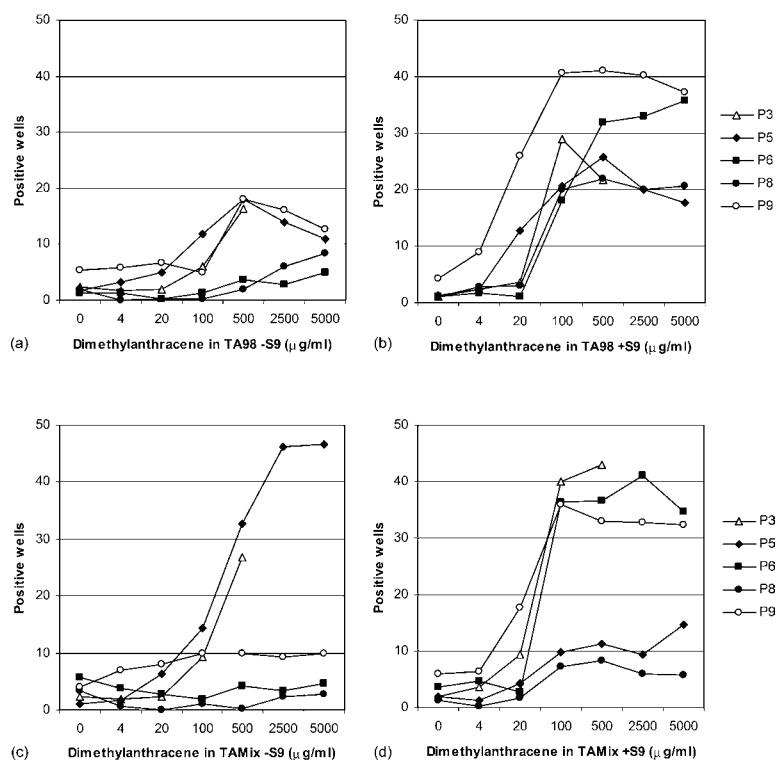 50
40
30
20
10
0
Positive wells
0 4 20 100 500 2500 5000
(a) Dimethylanthracene in TA98 -S9 (μ g/ml)
50
40
30
20
10
0
Positive wells
0 4 20 100 500 2500 5000
(b) Dimethylanthracene in TA98 +S9 (μ g/ml)
P3
P5
P6
P8
P9
50
40
30
20
10
0
Positive wells
0 4 20 100 500 2500 5000
(c) Dimethylanthracene in TAMix -S9 (μ g/ml)
50
40
30
20
10
0
Positive wells
0 4 20 100 500 2500 5000
(d) Dimethylanthracene in TAMix +S9 (μ g/ml)
P3
P5
P6
P8
P9